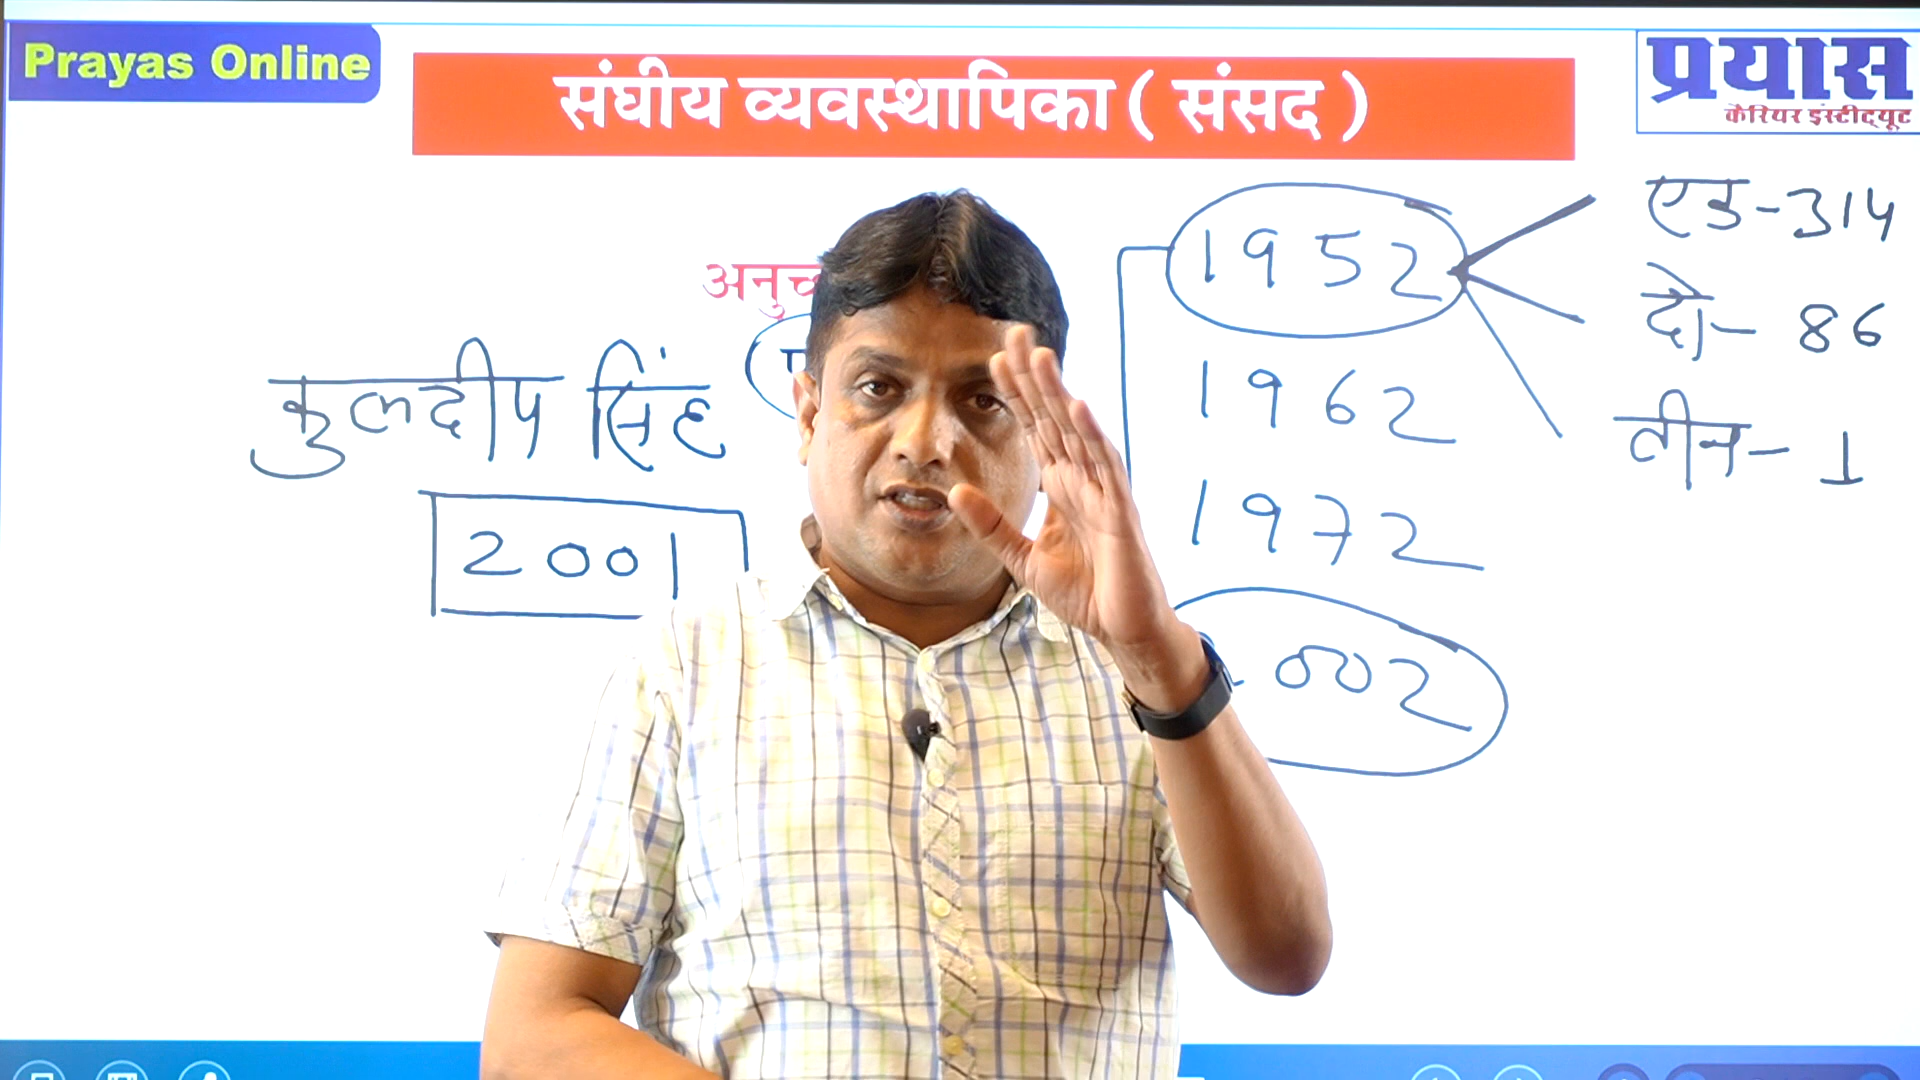 Prayas Online
संघीय व्यवस्थापिका ( संसद )
प्रयास
कैरियर इंस्टीट्यूट
1952
एक - 314
दो - 86
तीन - 1
1962
1972
कुलदीप सिंह
2001